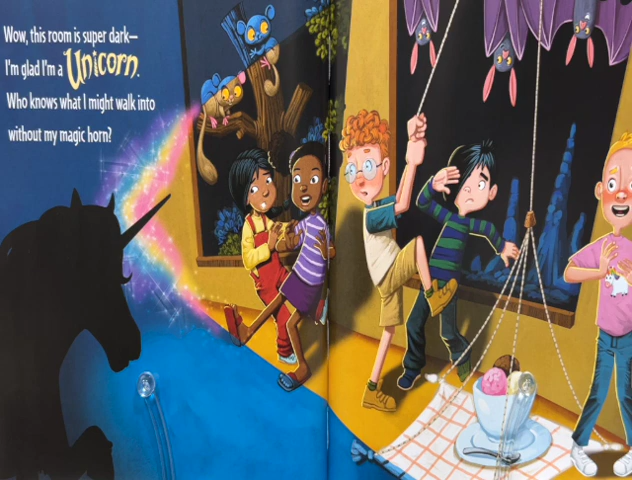 Wow, this room is super dark—
I'm glad I'm a Unicorn.
Who knows what I might walk into
without my magic horn?